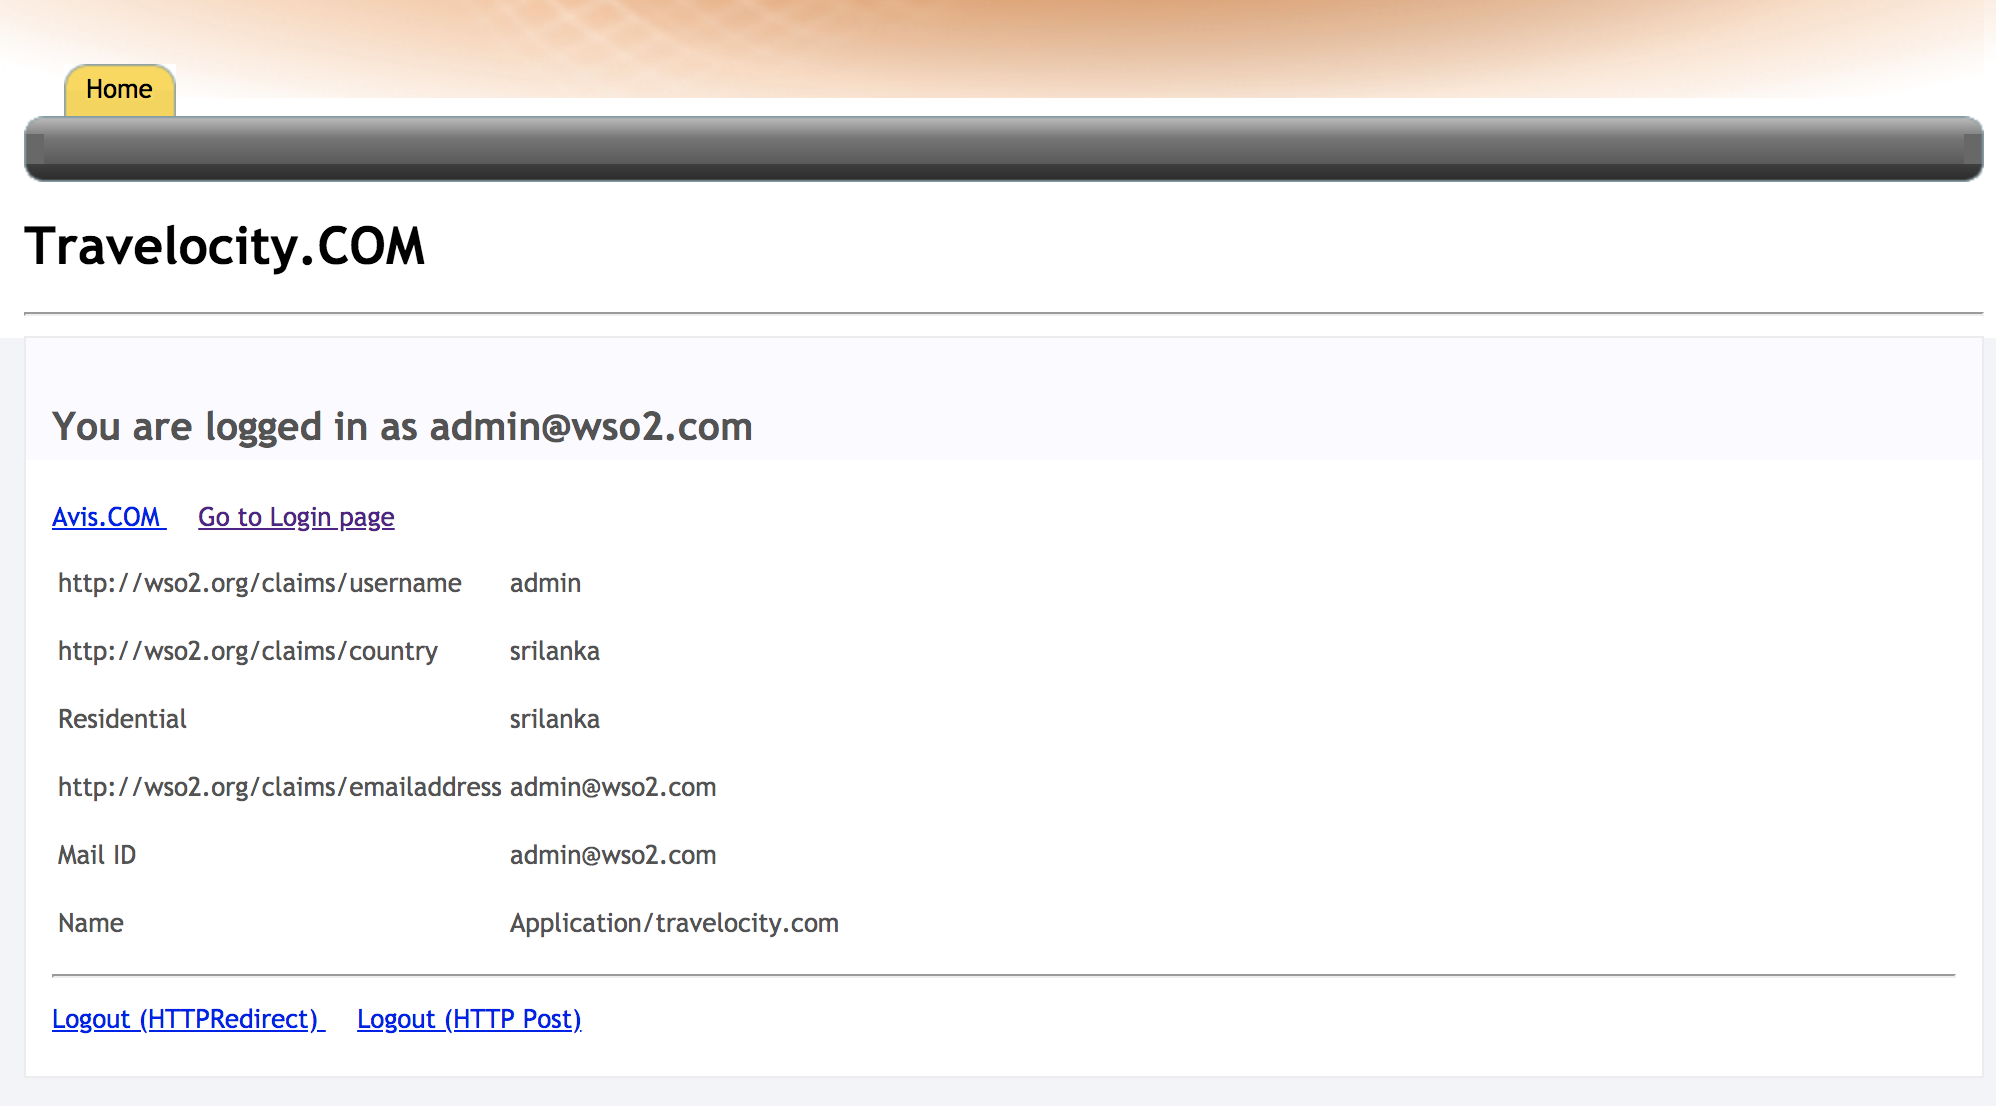 Home
Travelocity.COM
You are logged in as admin@wso2.com
Avis.COM Go to Login page
http://wso2.org/claims/username admin
http://wso2.org/claims/country srilanka
Residential srilanka
http://wso2.org/claims/emailaddress admin@wso2.com
Mail ID admin@wso2.com
Name Application/travelocity.com
Logout (HTTPRedirect) Logout (HTTP Post)